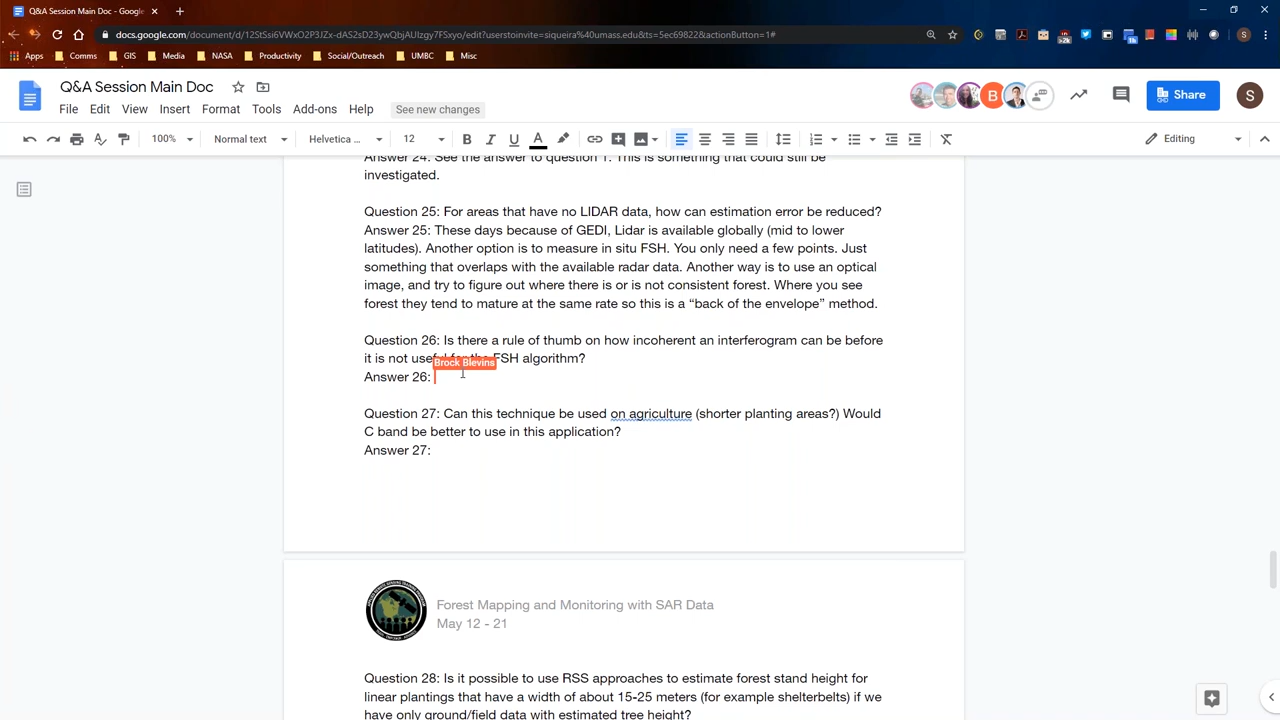 Q&A Session Main Doc - Google
docs.google.com/document/d/12StSsi6VWxO2P3JZx-dAS2sD23ywQbjAUIzgy7FSxyo/edit?userstoinvite=siqueira%40umass.edu&ts=5ec69822&actionButton=1#
Apps Comms GIS Media NASA Productivity Social/Outreach UMBC Misc
Q&A Session Main Doc
B
Share
S
File Edit View Insert Format Tools Add-ons Help See new changes
100% Normal text Helvetica ... 12 B I U A Editing
Answer 24: See the answer to question 1. This is something that could still be
investigated.
Question 25: For areas that have no LIDAR data, how can estimation error be reduced?
Answer 25: These days because of GEDI, Lidar is available globally (mid to lower
latitudes). Another option is to measure in situ FSH. You only need a few points. Just
something that overlaps with the available radar data. Another way is to use an optical
image, and try to figure out where there is or is not consistent forest. Where you see
forest they tend to mature at the same rate so this is a “back of the envelope” method.
Question 26: Is there a rule of thumb on how incoherent an interferogram can be before
it is not useful for the FSH algorithm?
Brock Blevins
Answer 26:
Question 27: Can this technique be used on agriculture (shorter planting areas?) Would
C band be better to use in this application?
Answer 27:
Forest Mapping and Monitoring with SAR Data
May 12 - 21
Question 28: Is it possible to use RSS approaches to estimate forest stand height for
linear plantings that have a width of about 15-25 meters (for example shelterbelts) if we
have only ground/field data with estimated tree height?